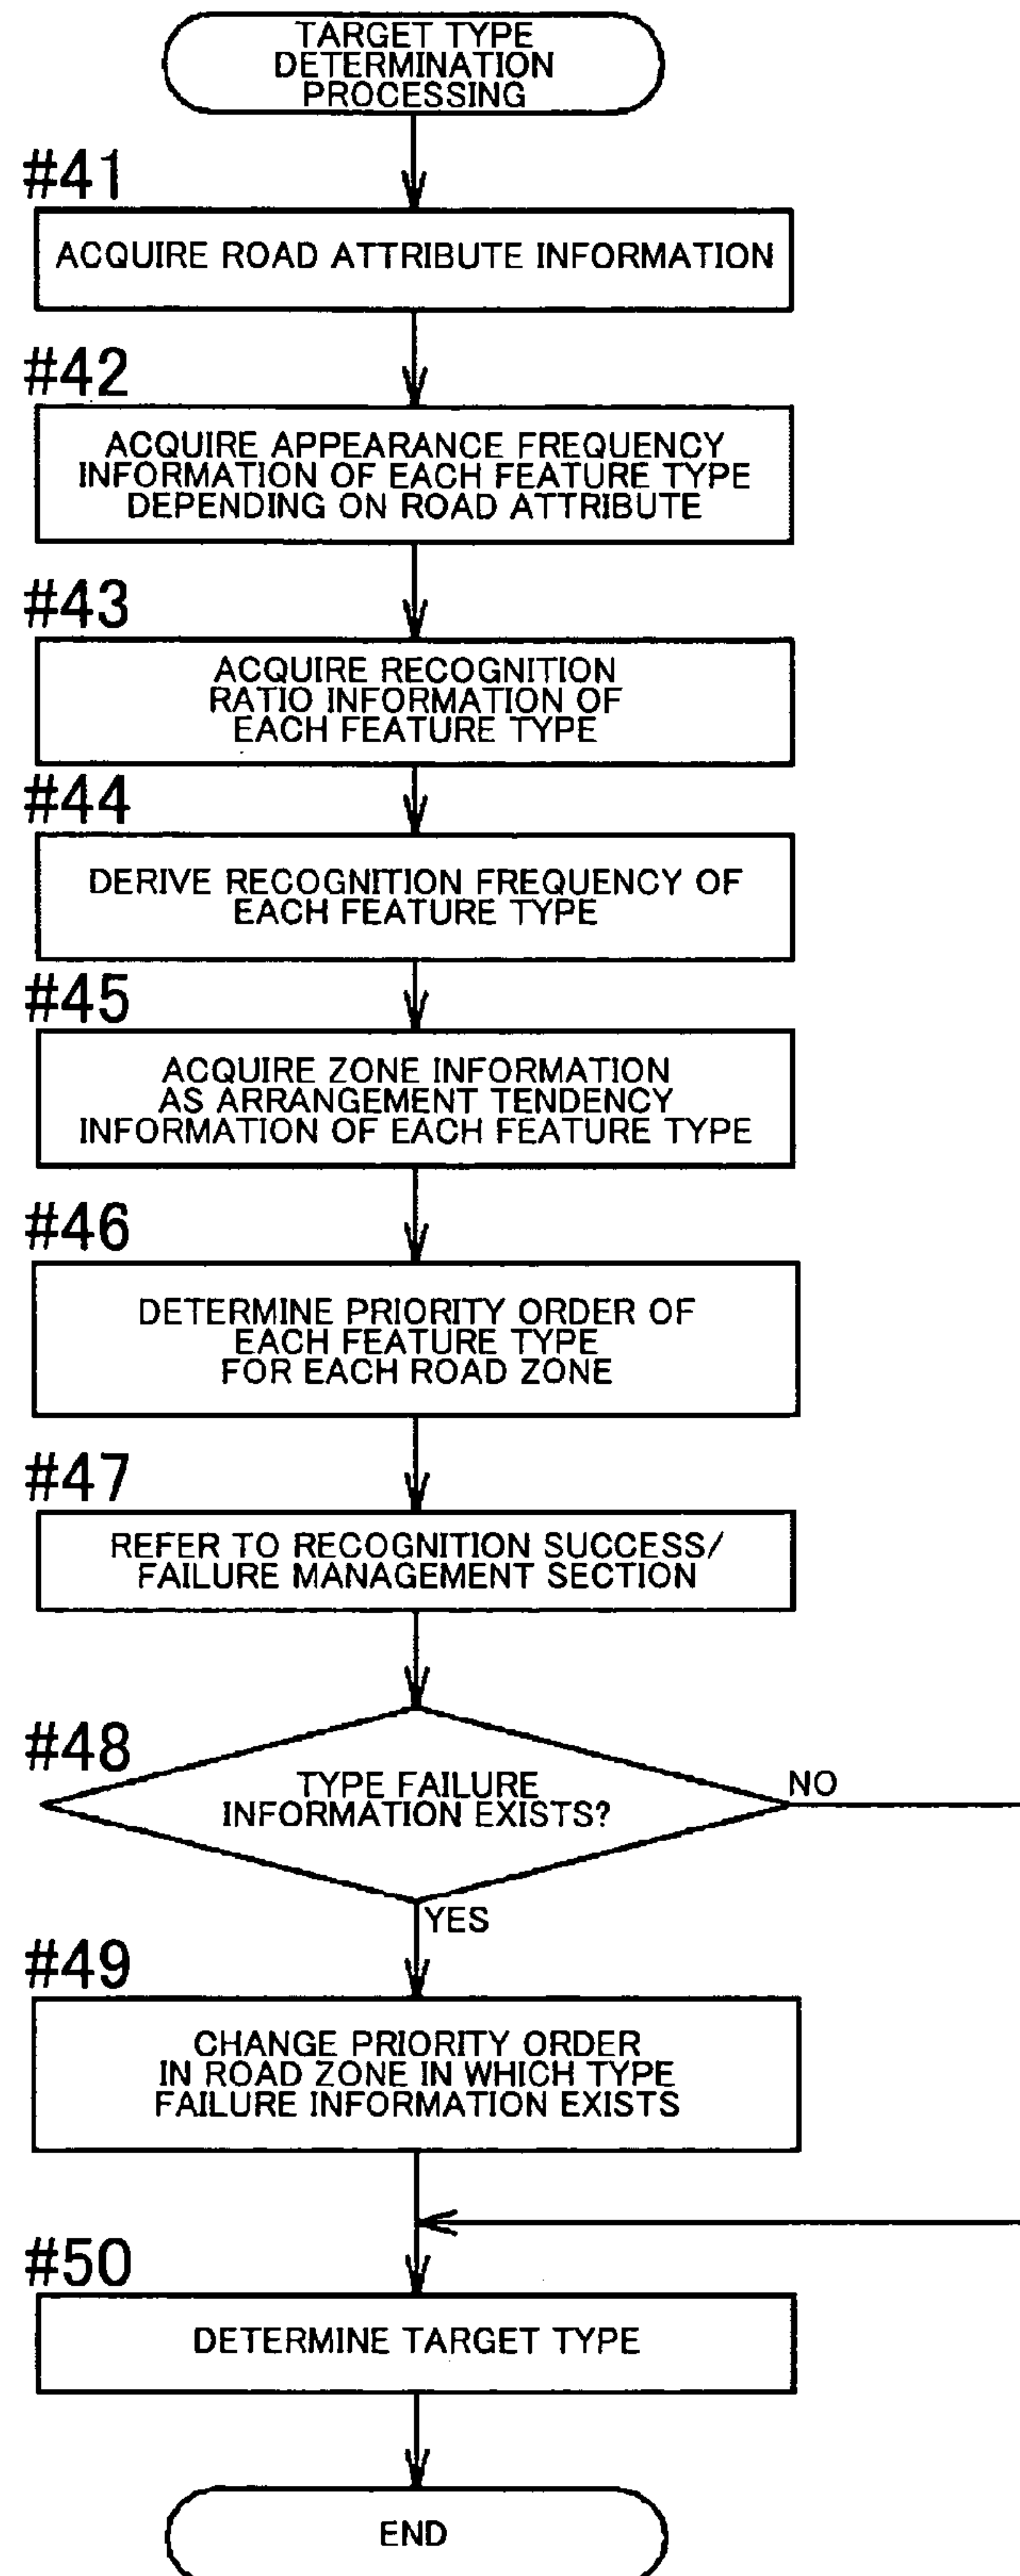 TARGET TYPE
DETERMINATION
PROCESSING
#41
ACQUIRE ROAD ATTRIBUTE INFORMATION
#42
ACQUIRE APPEARANCE FREQUENCY
INFORMATION OF EACH FEATURE TYPE
DEPENDING ON ROAD ATTRIBUTE
#43
ACQUIRE RECOGNITION
RATIO INFORMATION OF
EACH FEATURE TYPE
#44
DERIVE RECOGNITION FREQUENCY OF
EACH FEATURE TYPE
#45
ACQUIRE ZONE INFORMATION
AS ARRANGEMENT TENDENCY
INFORMATION OF EACH FEATURE TYPE
#46
DETERMINE PRIORITY ORDER OF
EACH FEATURE TYPE
FOR EACH ROAD ZONE
#47
REFER TO RECOGNITION SUCCESS/
FAILURE MANAGEMENT SECTION
#48
TYPE FAILURE
INFORMATION EXISTS?
NO
YES
#49
CHANGE PRIORITY ORDER
IN ROAD ZONE IN WHICH TYPE
FAILURE INFORMATION EXISTS
#50
DETERMINE TARGET TYPE
END